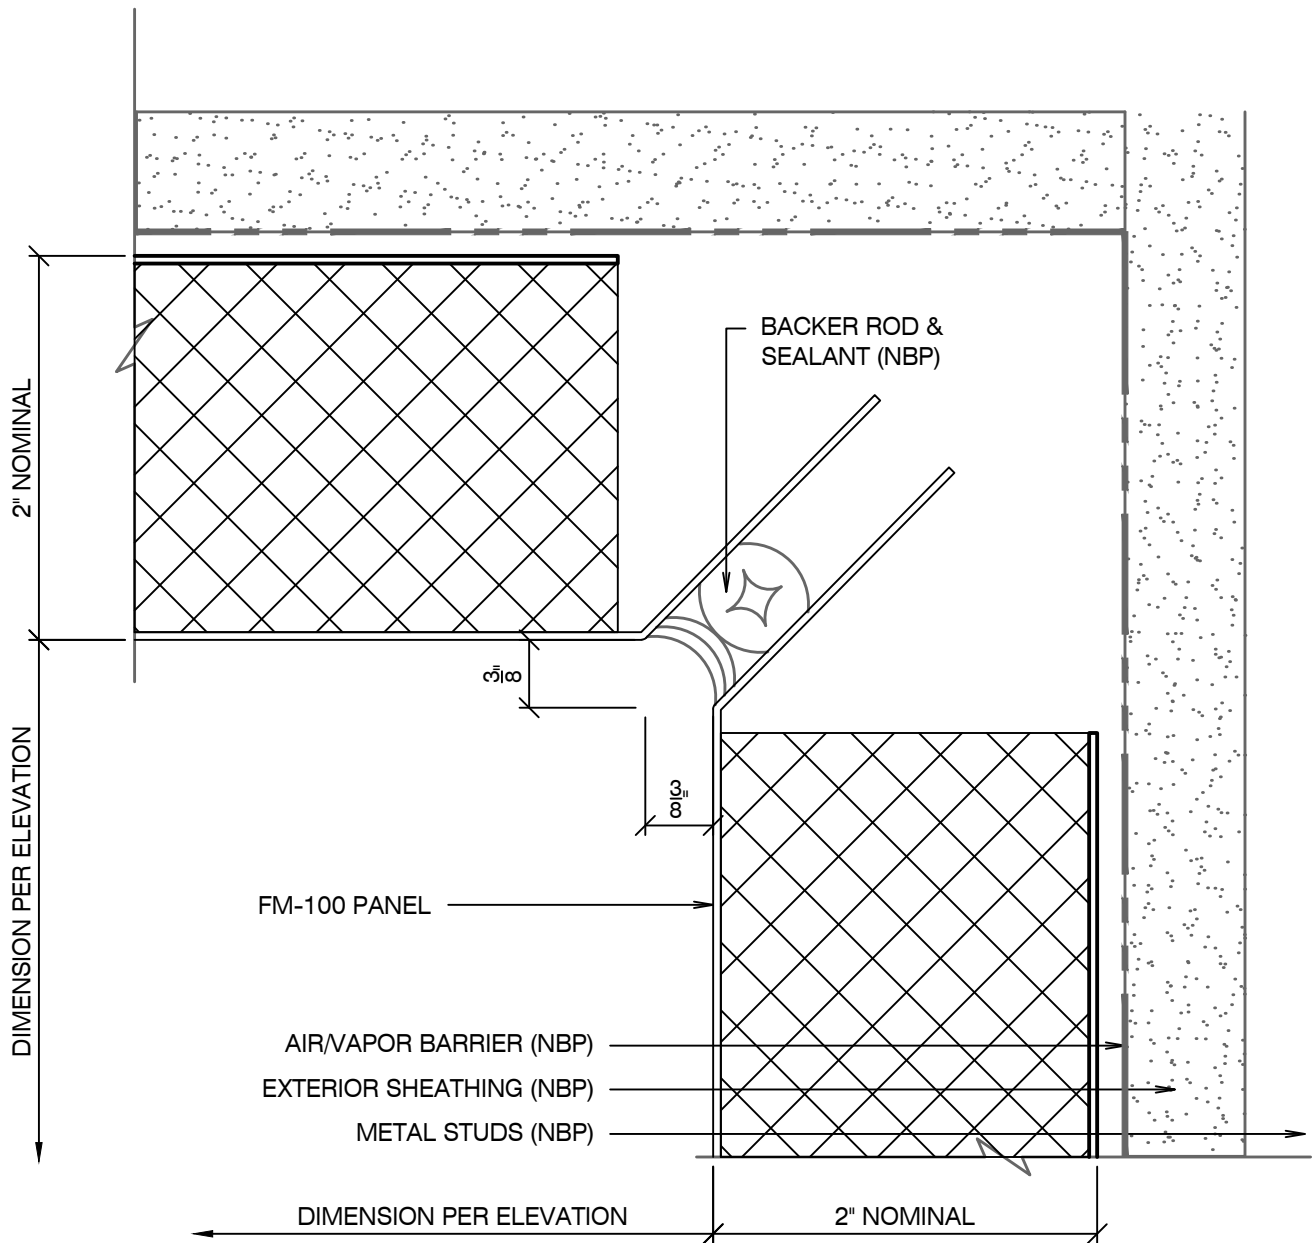 BACKER ROD &
SEALANT (NBP)
2" NOMINAL
3/8"
3/8"
DIMENSION PER ELEVATION
FM-100 PANEL
AIR/VAPOR BARRIER (NBP)
EXTERIOR SHEATHING (NBP)
METAL STUDS (NBP)
DIMENSION PER ELEVATION
2" NOMINAL